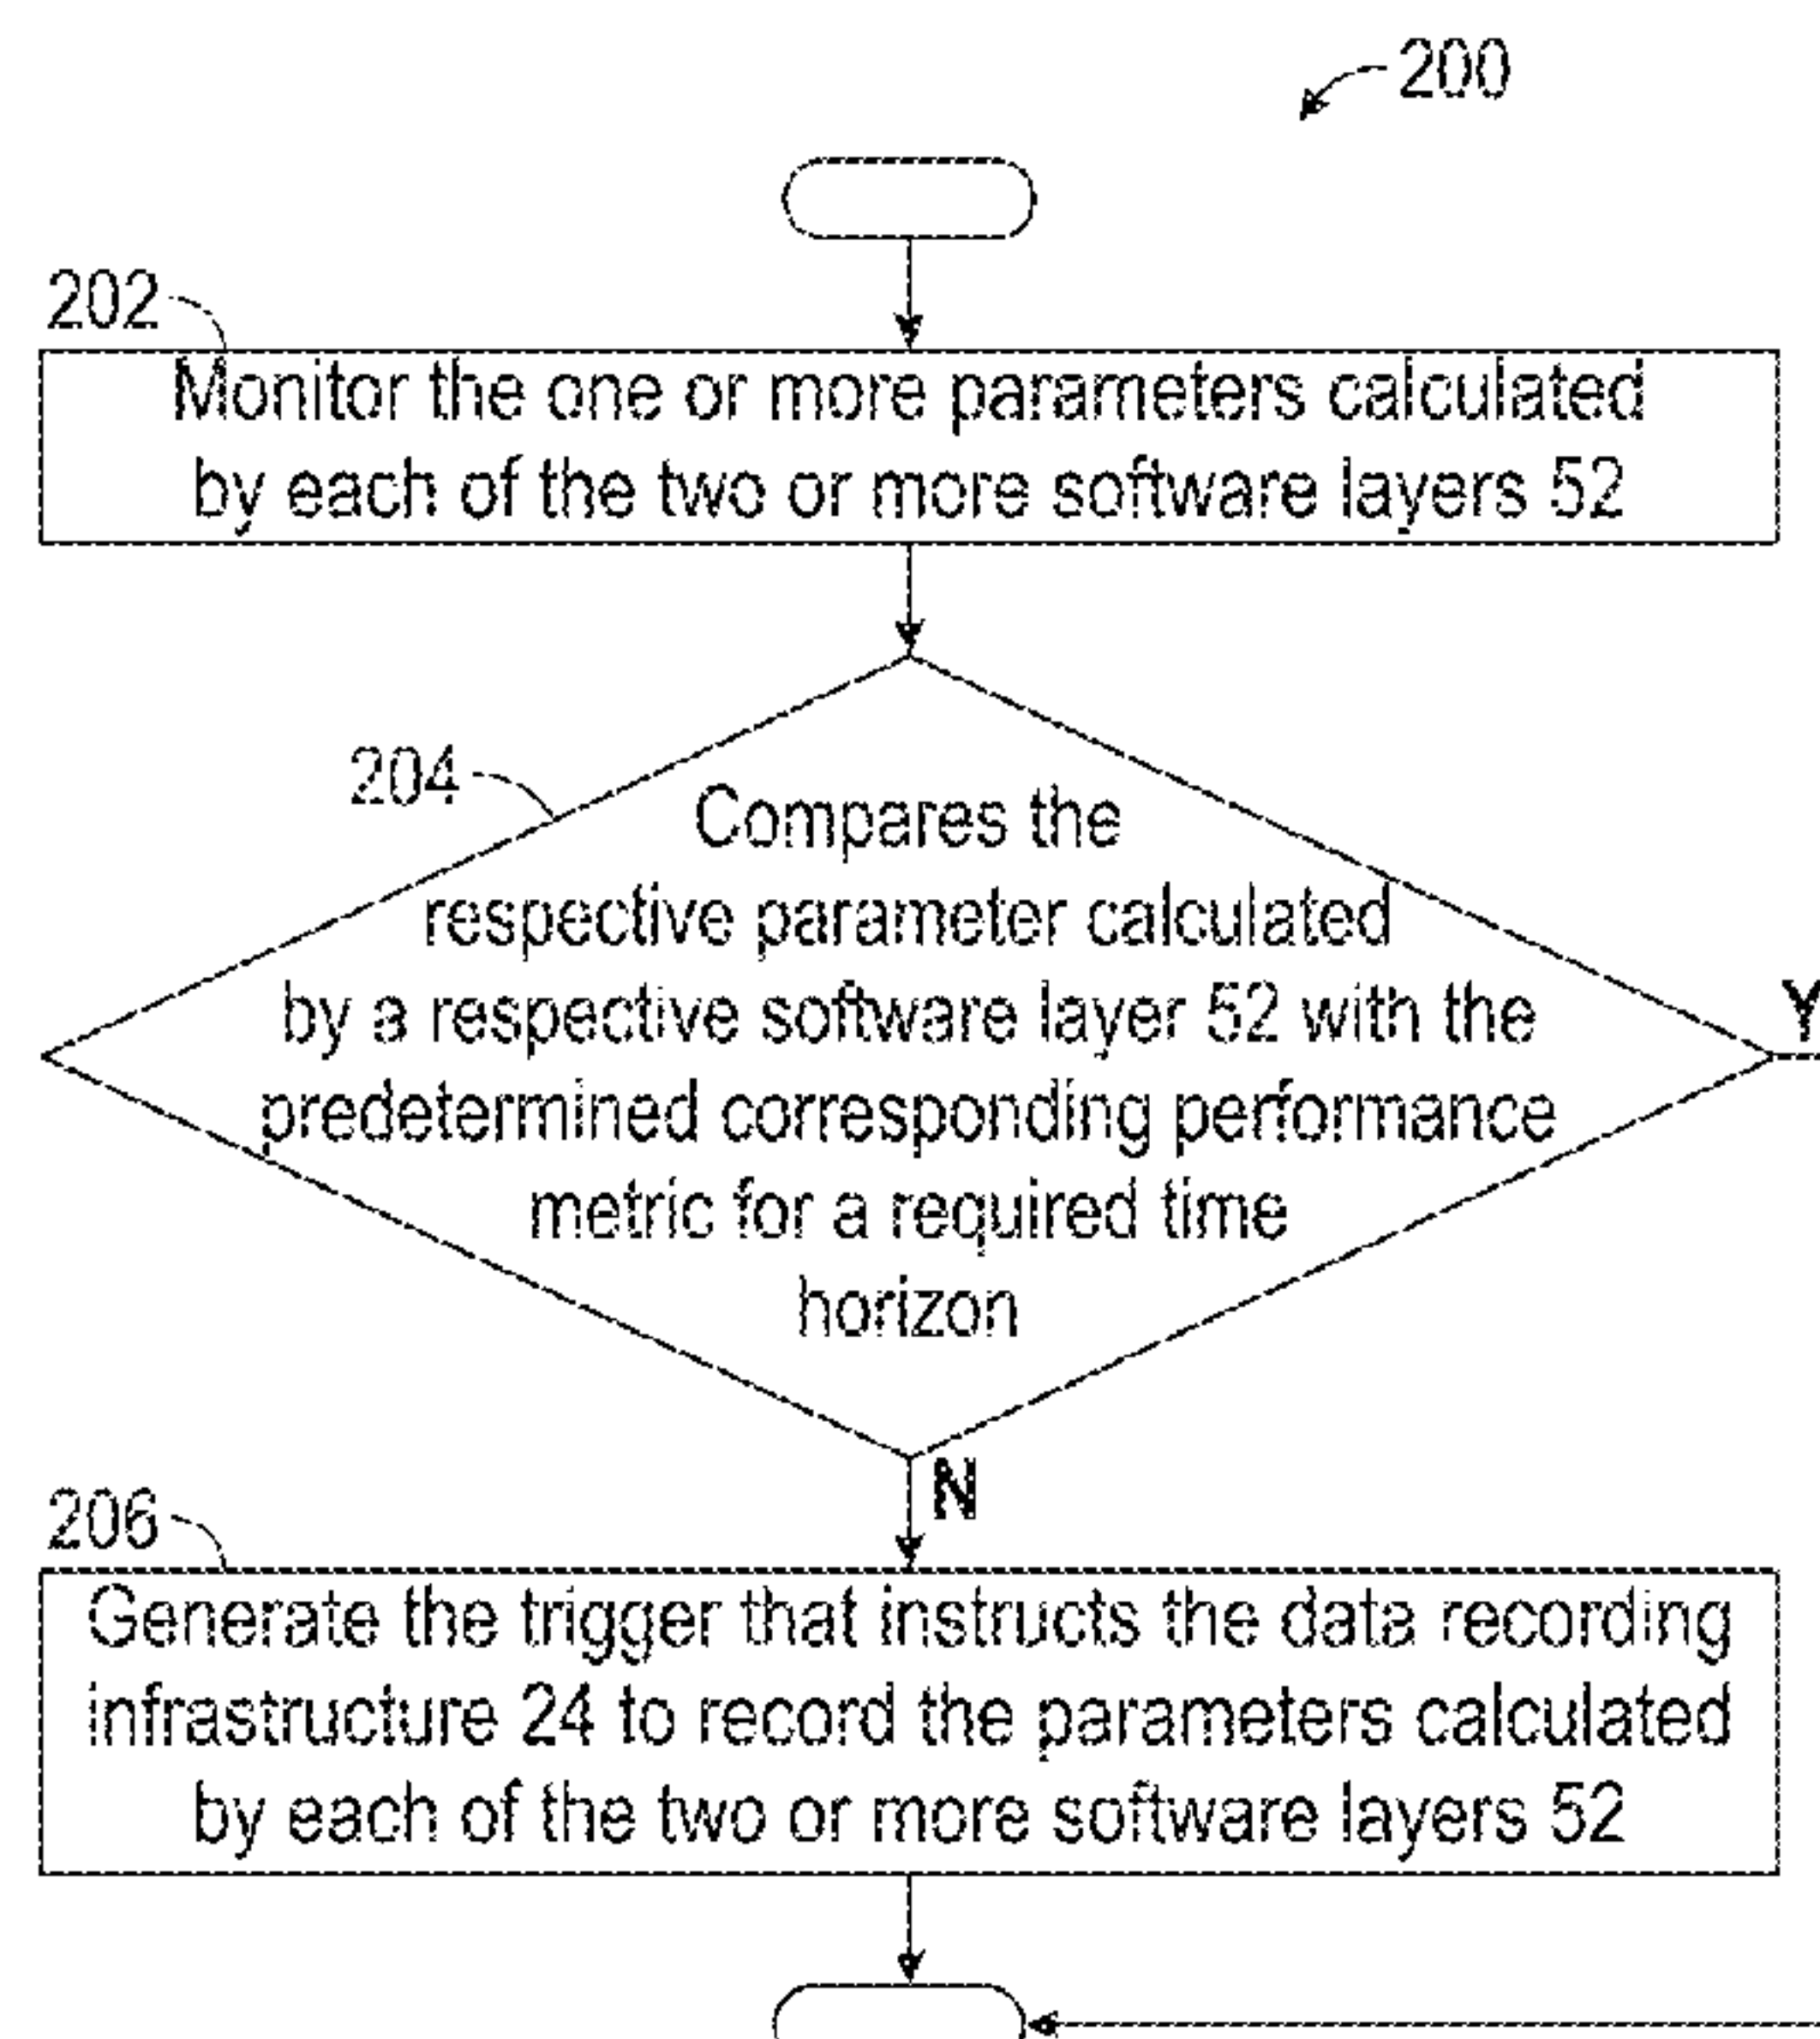 200
202
Monitor the one or more parameters calculated
by each of the two or more software layers 52
204
Compares the
respective parameter calculated
by a respective software layer 52 with the
predetermined corresponding performance
metric for a required time
horizon
Y
N
206
Generate the trigger that instructs the data recording
infrastructure 24 to record the parameters calculated
by each of the two or more software layers 52